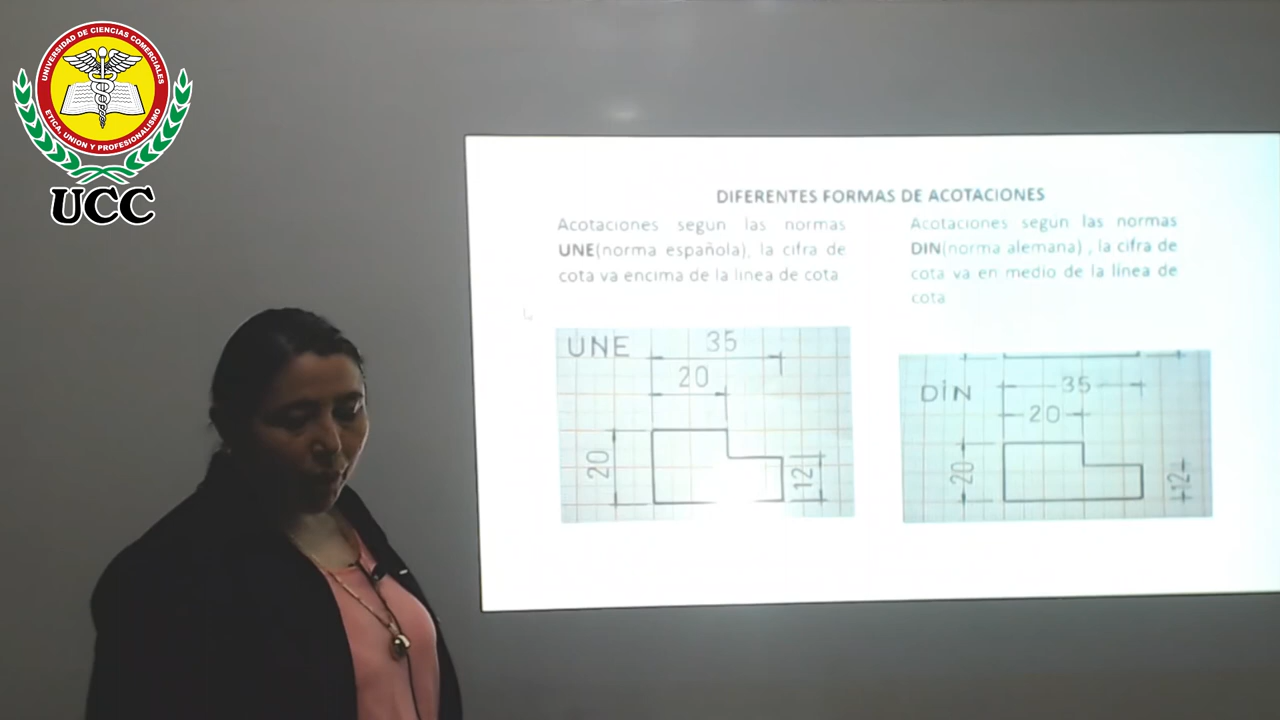 UNIVERSIDAD DE CIENCIAS COMERCIALES
ETICA, UNION Y PROFESIONALISMO
UCC
DIFERENTES FORMAS DE ACOTACIONES
Acotaciones segun las normas
UNE(norma española), la cifra de
cota va encima de la linea de cota
Acotaciones según las normas
DIN(norma alemana) , la cifra de
cota va en medio de la línea de
cota
UNE
35
20
20
12
DIN
35
20
20
12